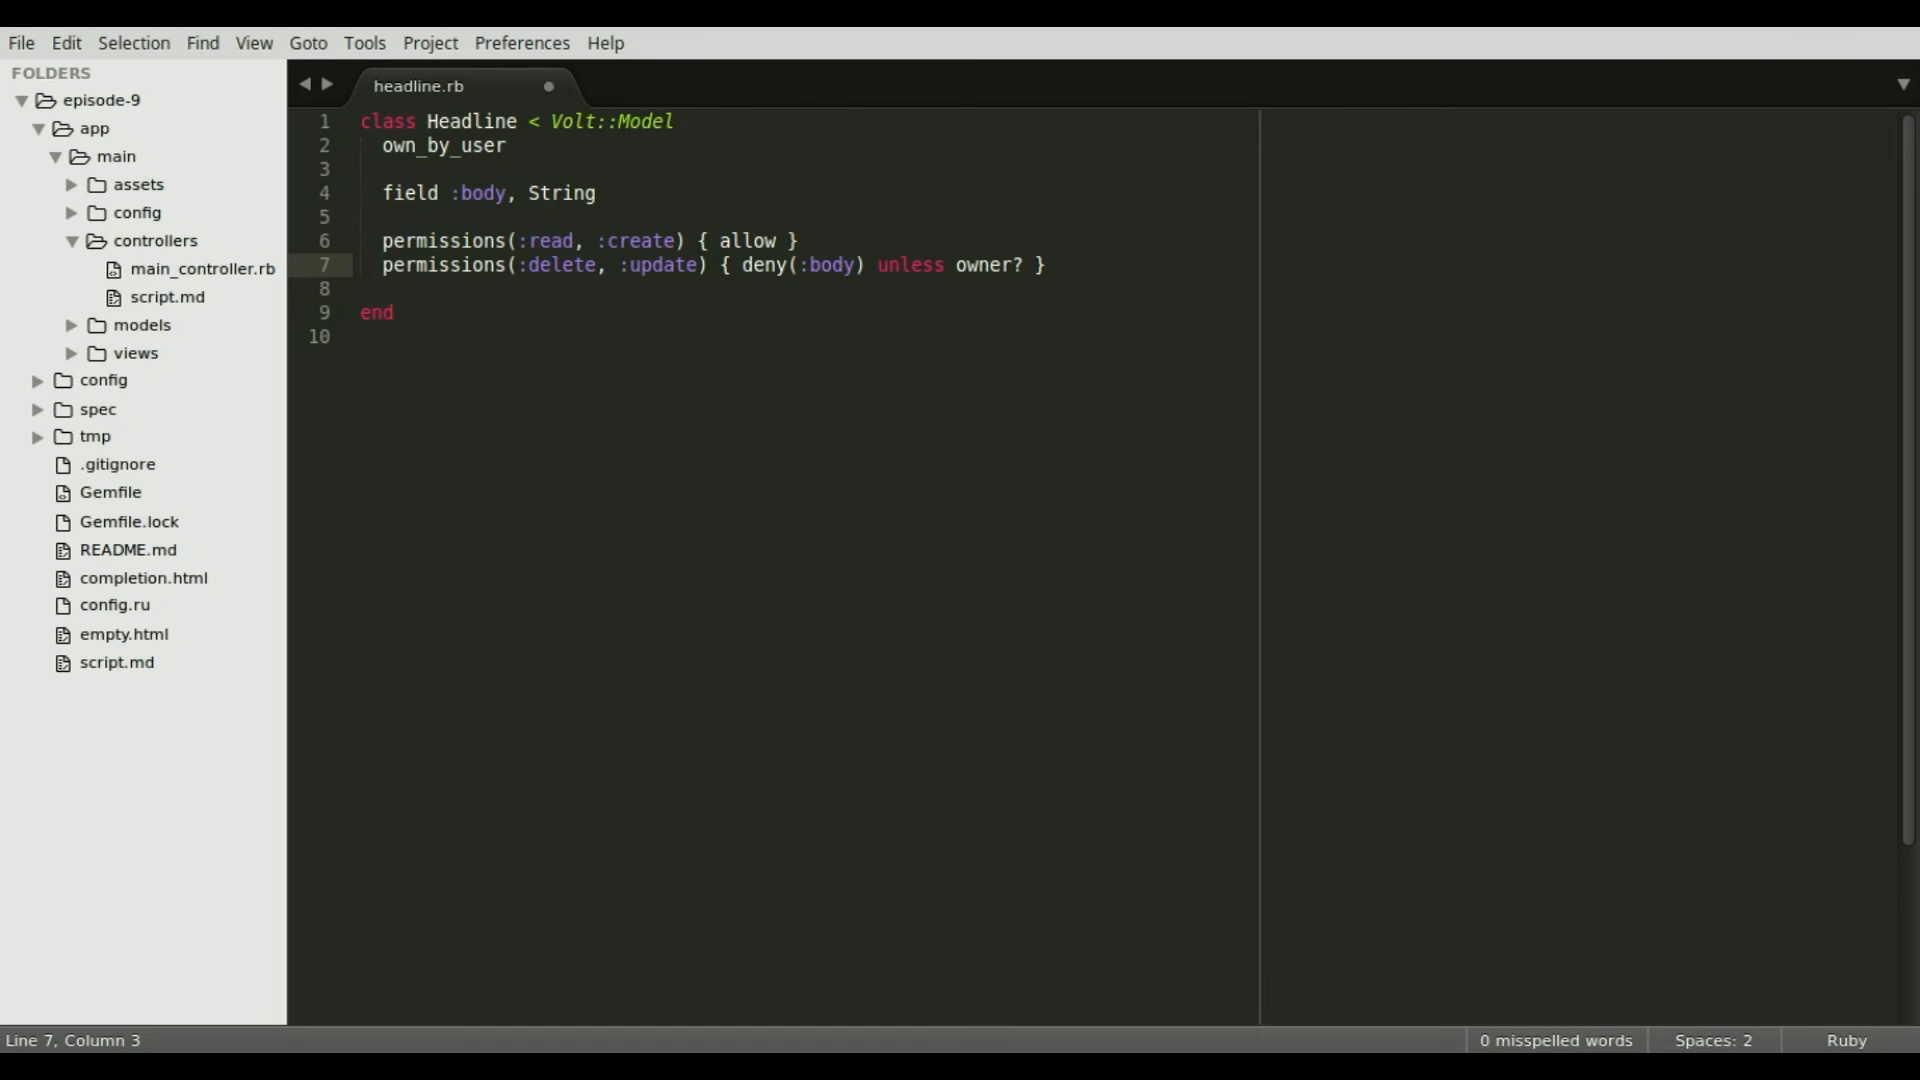 File Edit Selection Find View Goto Tools Project Preferences Help
FOLDERS
episode-9
app
main
assets
config
controllers
main_controller.rb
script.md
models
views
config
spec
tmp
.gitignore
Gemfile
Gemfile.lock
README.md
completion.html
config.ru
empty.html
script.md
headline.rb
1 class Headline < Volt::Model
2   own_by_user
3
4   field :body, String
5
6   permissions(:read, :create) { allow }
7   permissions(:delete, :update) { deny(:body) unless owner? }
8
9 end
10
Line 7, Column 3 0 misspelled words Spaces: 2 Ruby